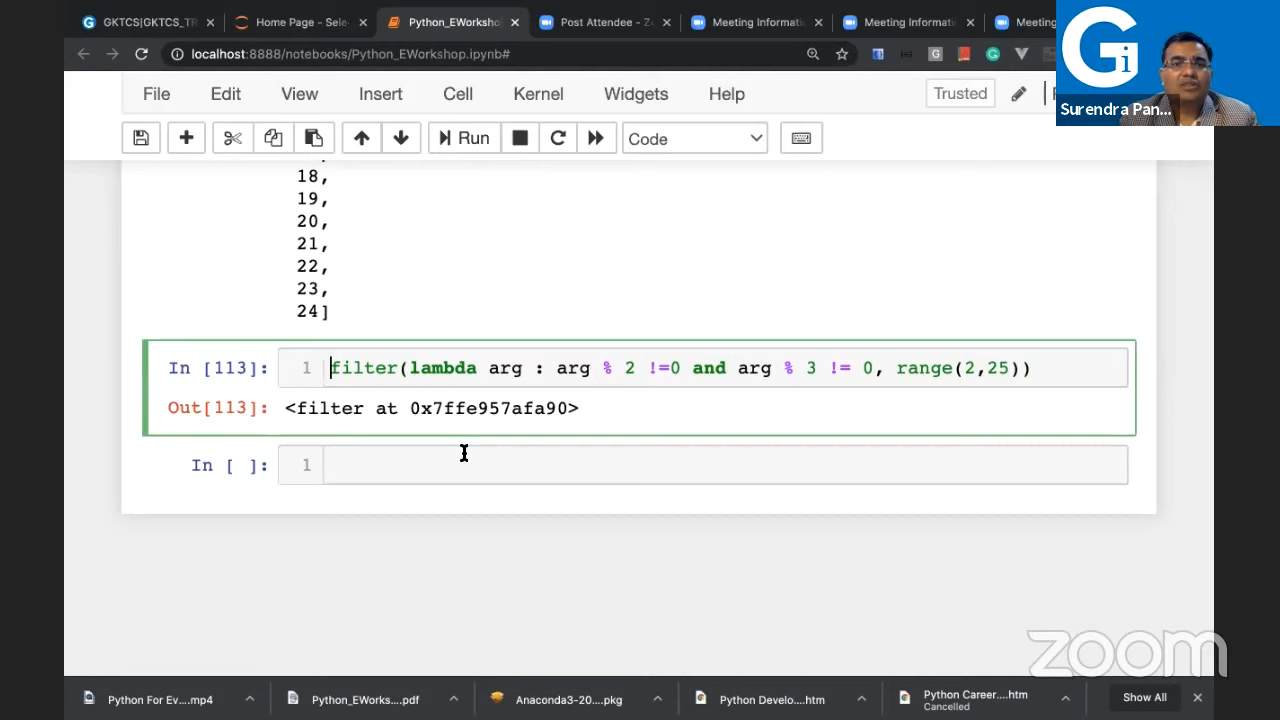 GKTCS|GKTCS_TR
Home Page - Sele
Python_EWorksho
Post Attendee - Z
Meeting Informati
Meeting Informati
Meeting
localhost:8888/notebooks/Python_EWorkshop.ipynb#
Gi
Surendra Pan...
File Edit View Insert Cell Kernel Widgets Help Trusted
Run Code
18,
19,
20,
21,
22,
23,
24]
In [113]: 1 filter(lambda arg : arg % 2 !=0 and arg % 3 != 0, range(2,25))
Out[113]: <filter at 0x7ffe957afa90>
In [ ]: 1
zoom
Python For Ev....mp4
Python_EWorks....pdf
Anaconda3-20....pkg
Python Develo....htm
Python Career....htm
Cancelled
Show All